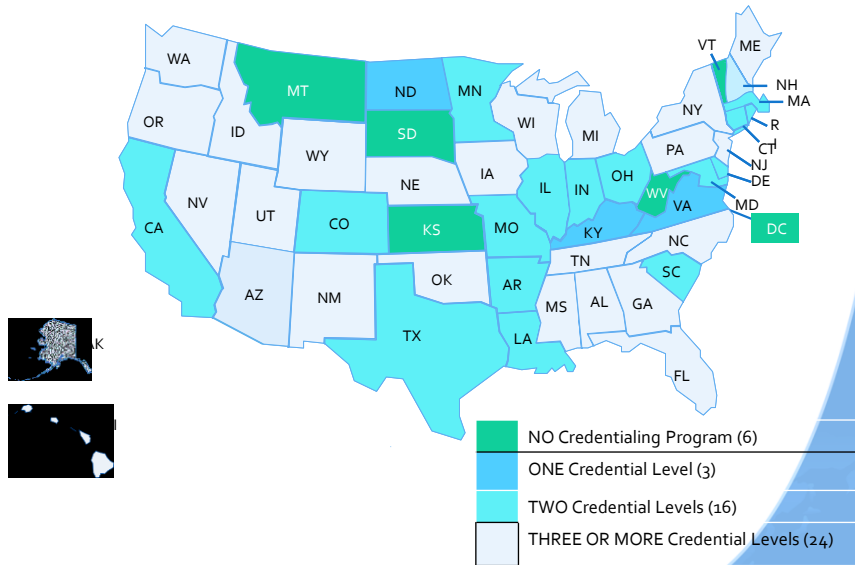 WA
MT
ND
MN
VT
ME
NH
MA
OR
ID
SD
WI
NY
R
I
CT
MI
WY
IA
PA
NJ
NE
OH
DE
NV
IL
IN
WV
MD
UT
CA
CO
KS
MO
VA
DC
KY
NC
TN
OK
AR
SC
AZ
NM
MS
AL
GA
TX
LA
AK
FL
I
NO Credentialing Program (6)
ONE Credential Level (3)
TWO Credential Levels (16)
THREE OR MORE Credential Levels (24)